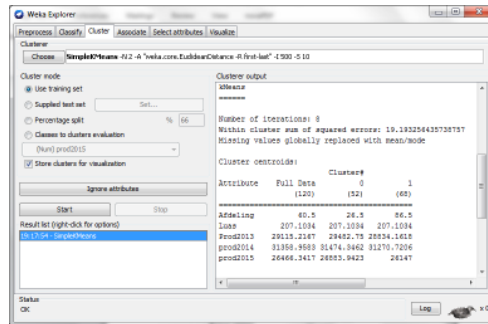 Weka Explorer
Preprocess Classify Cluster Associate Select attributes Visualize
Clusterer
Choose SimpleKMeans -N 2 -A "weka.core.EuclideanDistance -R first-last" -I 500 -S 10
Cluster mode
Use training set
Supplied test set Set...
Percentage split % 66
Classes to clusters evaluation
(Num) prod2015
Store clusters for visualization
Ignore attributes
Start Stop
Result list (right-click for options)
19:17:54 - SimpleKMeans
Clusterer output
kMeans
======
Number of iterations: 8
Within cluster sum of squared errors: 19.193256435738757
Missing values globally replaced with mean/mode
Cluster centroids:
Cluster#
Attribute Full Data 0 1
(120) (52) (68)
Afdeling 60.5 26.5 86.5
Luas 207.1034 207.1034 207.1034
Prod2013 29115.2167 29482.75 28834.1618
prod2014 31358.9583 31474.3462 31270.7206
prod2015 26466.3417 26883.9423 26147
Status
OK
Log
x 0